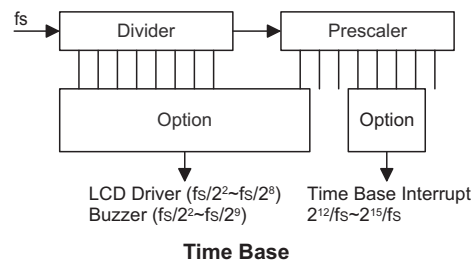 fs
Divider
Prescaler
Option
Option
LCD Driver (fs/2²~fs/2⁸)
Buzzer (fs/2²~fs/2⁹)
Time Base Interrupt
2¹²/fs~2¹⁵/fs
Time Base